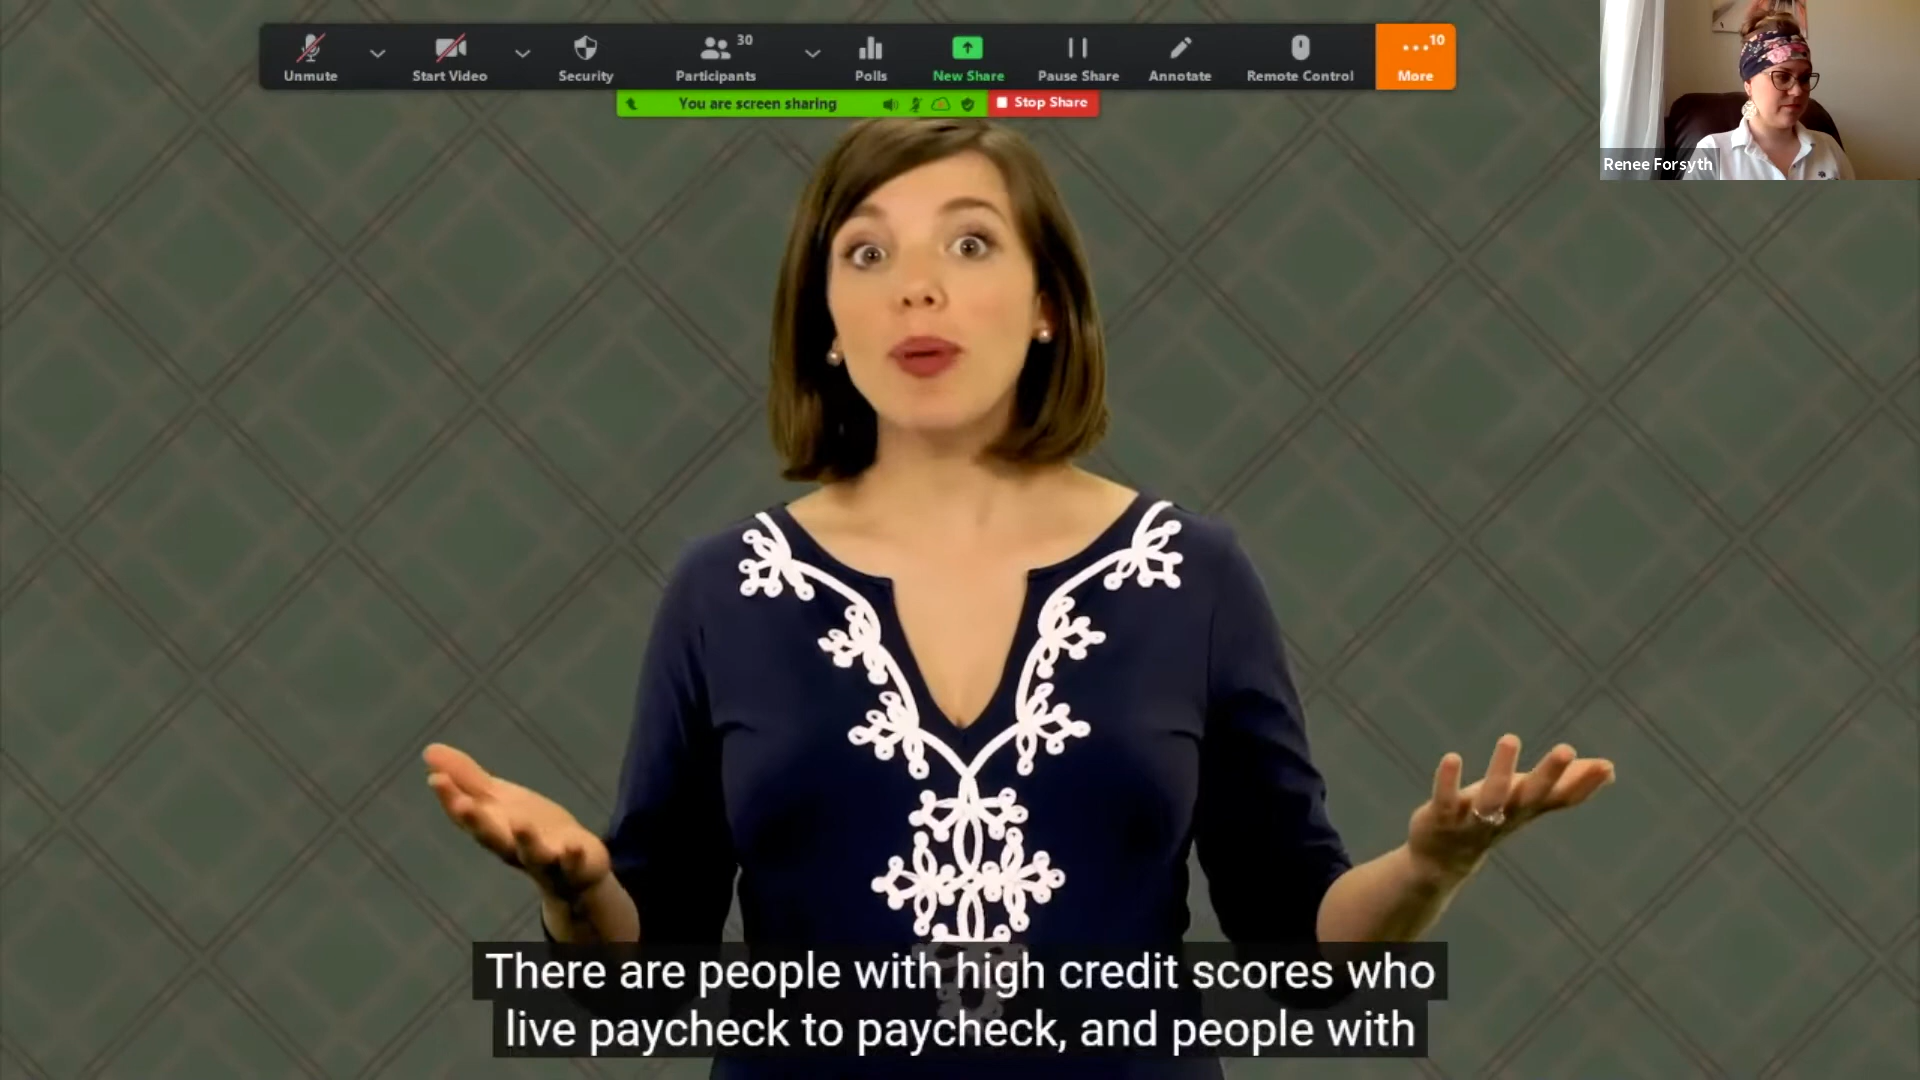 Unmute
Start Video
Security
30
Participants
Polls
New Share
Pause Share
Annotate
Remote Control
10
More
You are screen sharing
Stop Share
Renee Forsyth
There are people with high credit scores who
live paycheck to paycheck, and people with